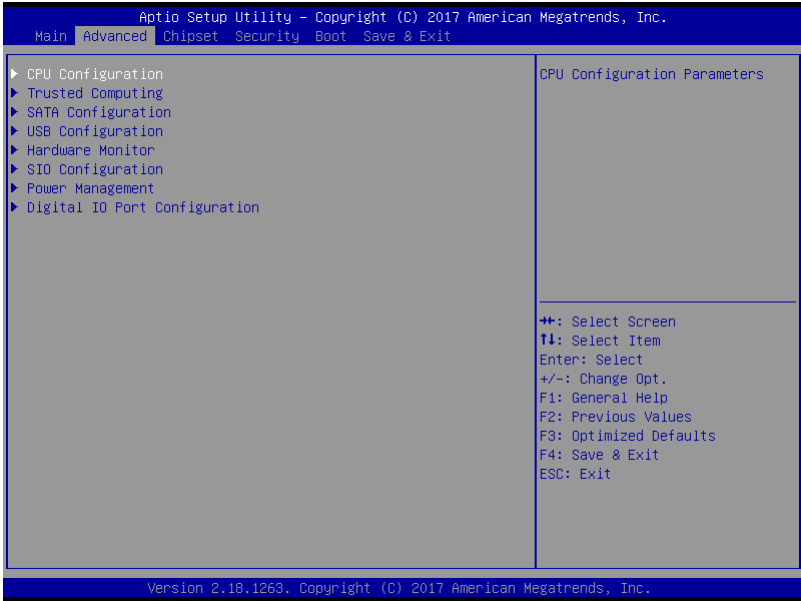 Aptio Setup Utility – Copyright (C) 2017 American Megatrends, Inc.
Main Advanced Chipset Security Boot Save & Exit
CPU Configuration
Trusted Computing
SATA Configuration
USB Configuration
Hardware Monitor
SIO Configuration
Power Management
Digital IO Port Configuration
CPU Configuration Parameters
→←: Select Screen
↑↓: Select Item
Enter: Select
+/-: Change Opt.
F1: General Help
F2: Previous Values
F3: Optimized Defaults
F4: Save & Exit
ESC: Exit
Version 2.18.1263. Copyright (C) 2017 American Megatrends, Inc.